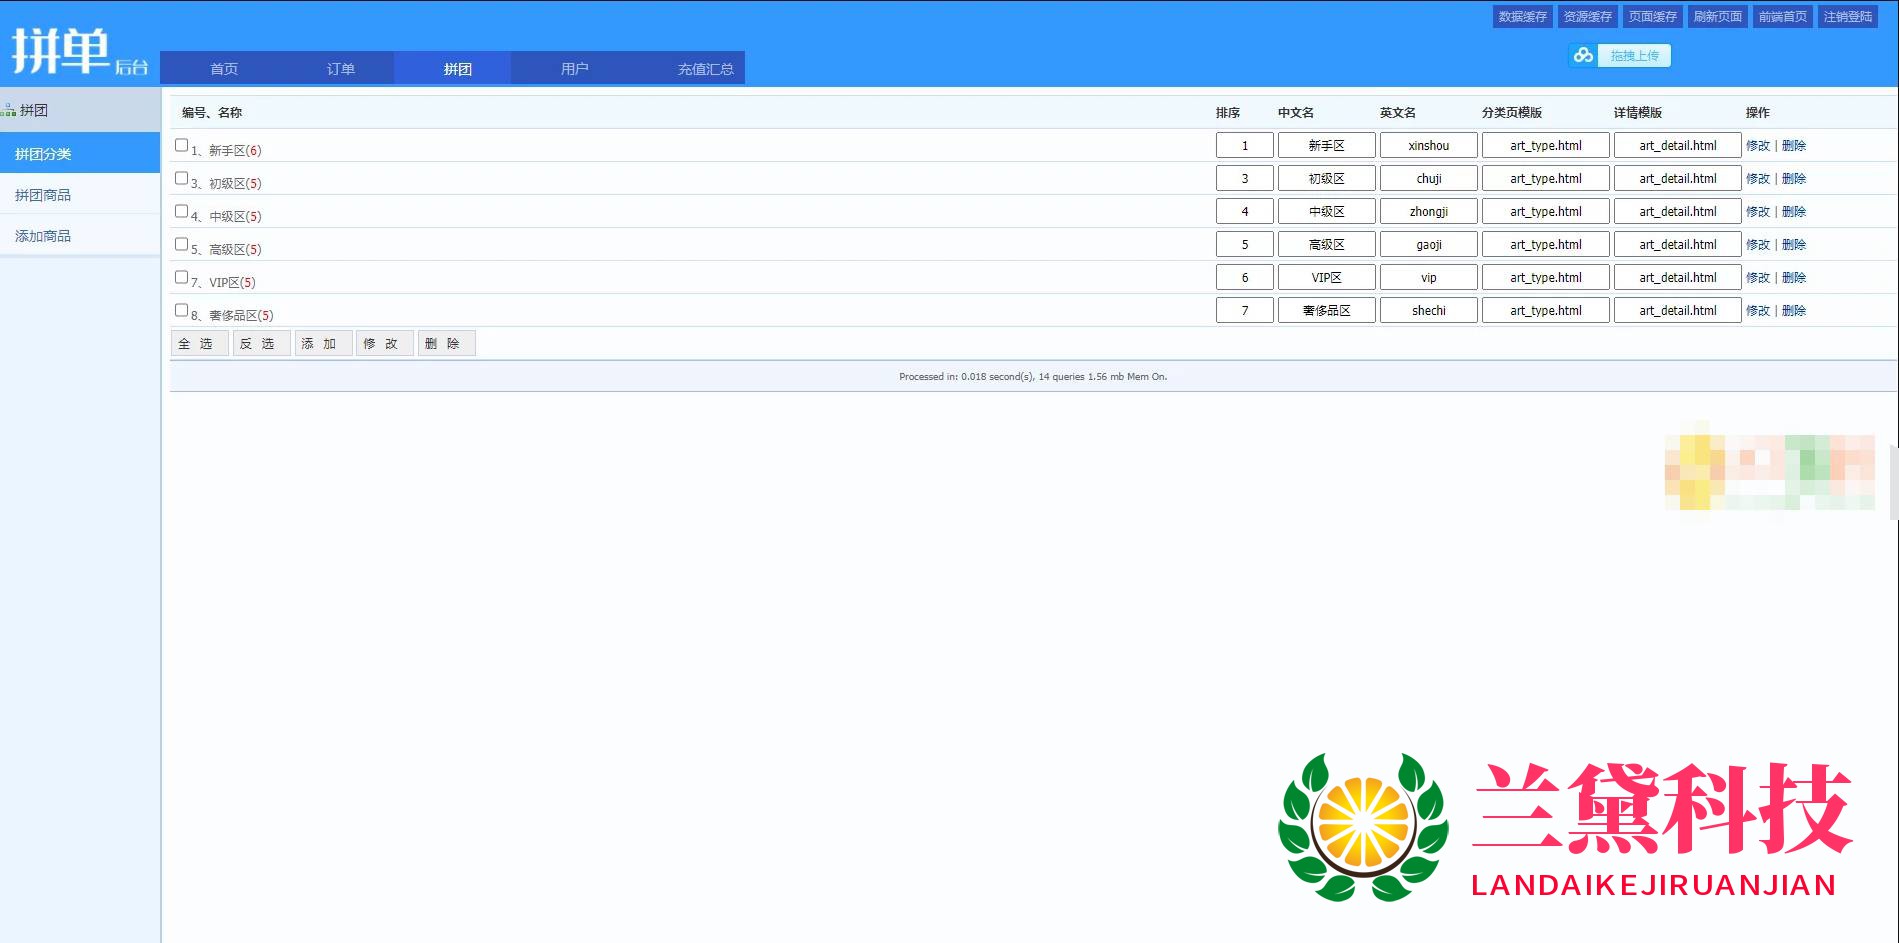 数据缓存 资源缓存 页面缓存 刷新页面 前端首页 注销登陆
拼单后台
拖拽上传
首页 订单 拼团 用户 充值汇总
拼团
拼团分类
拼团商品
添加商品
编号、名称 排序 中文名 英文名 分类页模版 详情模版 操作
1、新手区(6) 1 新手区 xinshou art_type.html art_detail.html 修改 | 删除
3、初级区(5) 3 初级区 chuji art_type.html art_detail.html 修改 | 删除
4、中级区(5) 4 中级区 zhongji art_type.html art_detail.html 修改 | 删除
5、高级区(5) 5 高级区 gaoji art_type.html art_detail.html 修改 | 删除
7、VIP区(5) 6 VIP区 vip art_type.html art_detail.html 修改 | 删除
8、奢侈品区(5) 7 奢侈品区 shechi art_type.html art_detail.html 修改 | 删除
全 选 反 选 添 加 修 改 删 除
Processed in: 0.018 second(s), 14 queries 1.56 mb Mem On.
兰黛科技
LANDAIKEJIRUANJIAN